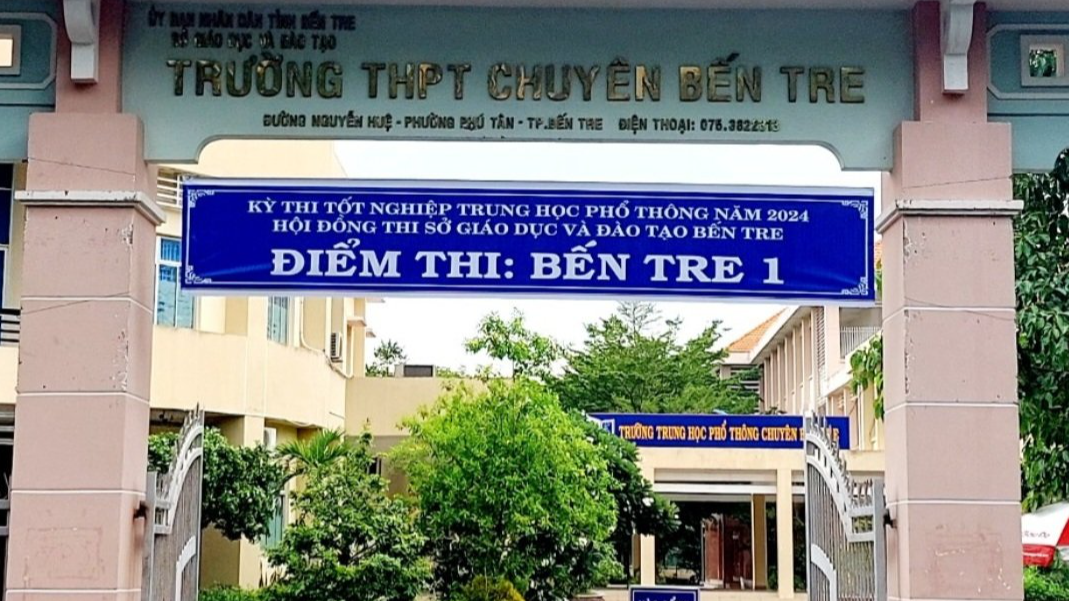 ỦY BAN NHÂN DÂN TỈNH BẾN TRE
SỞ GIÁO DỤC VÀ ĐÀO TẠO
TRƯỜNG THPT CHUYÊN BẾN TRE
ĐƯỜNG NGUYỄN HUỆ - PHƯỜNG PHÚ TÂN - TP.BẾN TRE ĐIỆN THOẠI:
KỲ THI TỐT NGHIỆP TRUNG HỌC PHỔ THÔNG NĂM 2024
HỘI ĐỒNG THI SỞ GIÁO DỤC VÀ ĐÀO TẠO BẾN TRE
ĐIỂM THI: BẾN TRE 1
TRƯỜNG TRUNG HỌC PHỔ THÔNG CHUYÊN